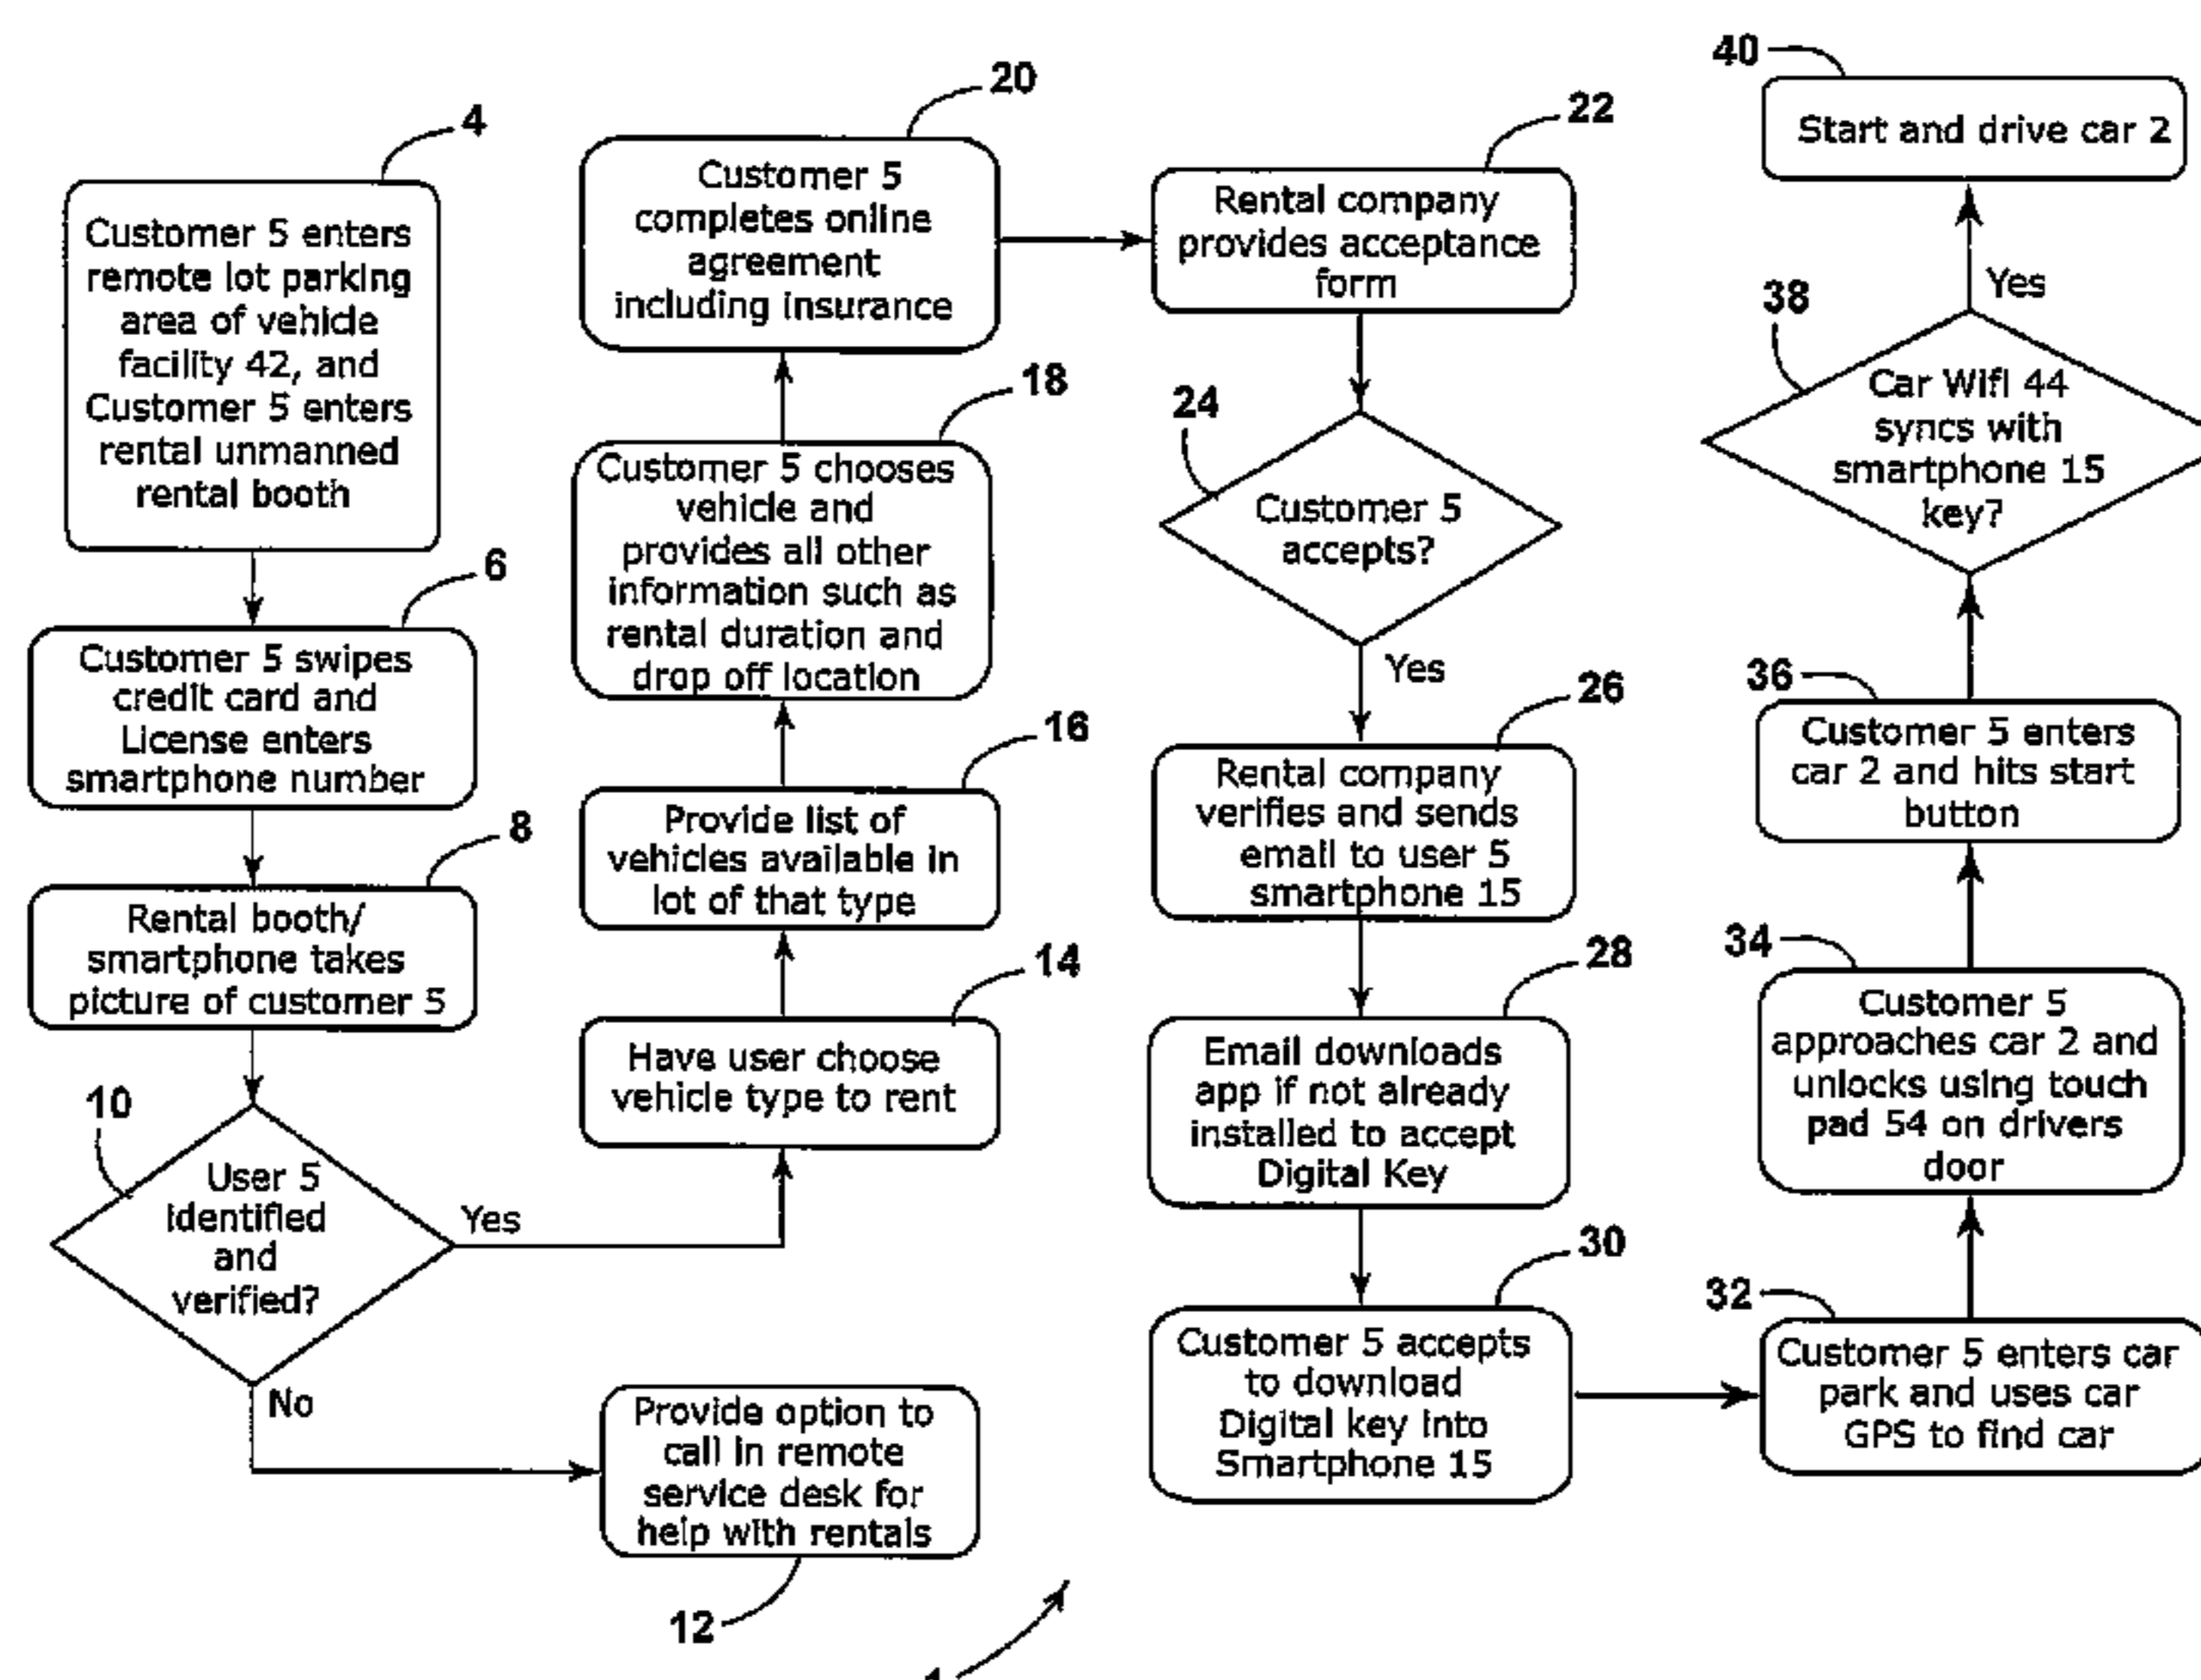 4
Customer 5 enters
remote lot parking
area of vehicle
facility 42, and
Customer 5 enters
rental unmanned
rental booth
6
Customer 5 swipes
credit card and
License enters
smartphone number
8
Rental booth/
smartphone takes
picture of customer 5
10
User 5
identified
and
verified?
Yes
No
12
Provide option to
call in remote
service desk for
help with rentals
14
Have user choose
vehicle type to rent
16
Provide list of
vehicles available in
lot of that type
18
Customer 5 chooses
vehicle and
provides all other
information such as
rental duration and
drop off location
20
Customer 5
completes online
agreement
including insurance
22
Rental company
provides acceptance
form
24
Customer 5
accepts?
Yes
26
Rental company
verifies and sends
email to user 5
smartphone 15
28
Email downloads
app if not already
installed to accept
Digital Key
30
Customer 5 accepts
to download
Digital key into
Smartphone 15
32
Customer 5 enters car
park and uses car
GPS to find car
34
Customer 5
approaches car 2 and
unlocks using touch
pad 54 on drivers
door
36
Customer 5 enters
car 2 and hits start
button
38
Car Wifi 44
syncs with
smartphone 15
key?
Yes
40
Start and drive car 2
1